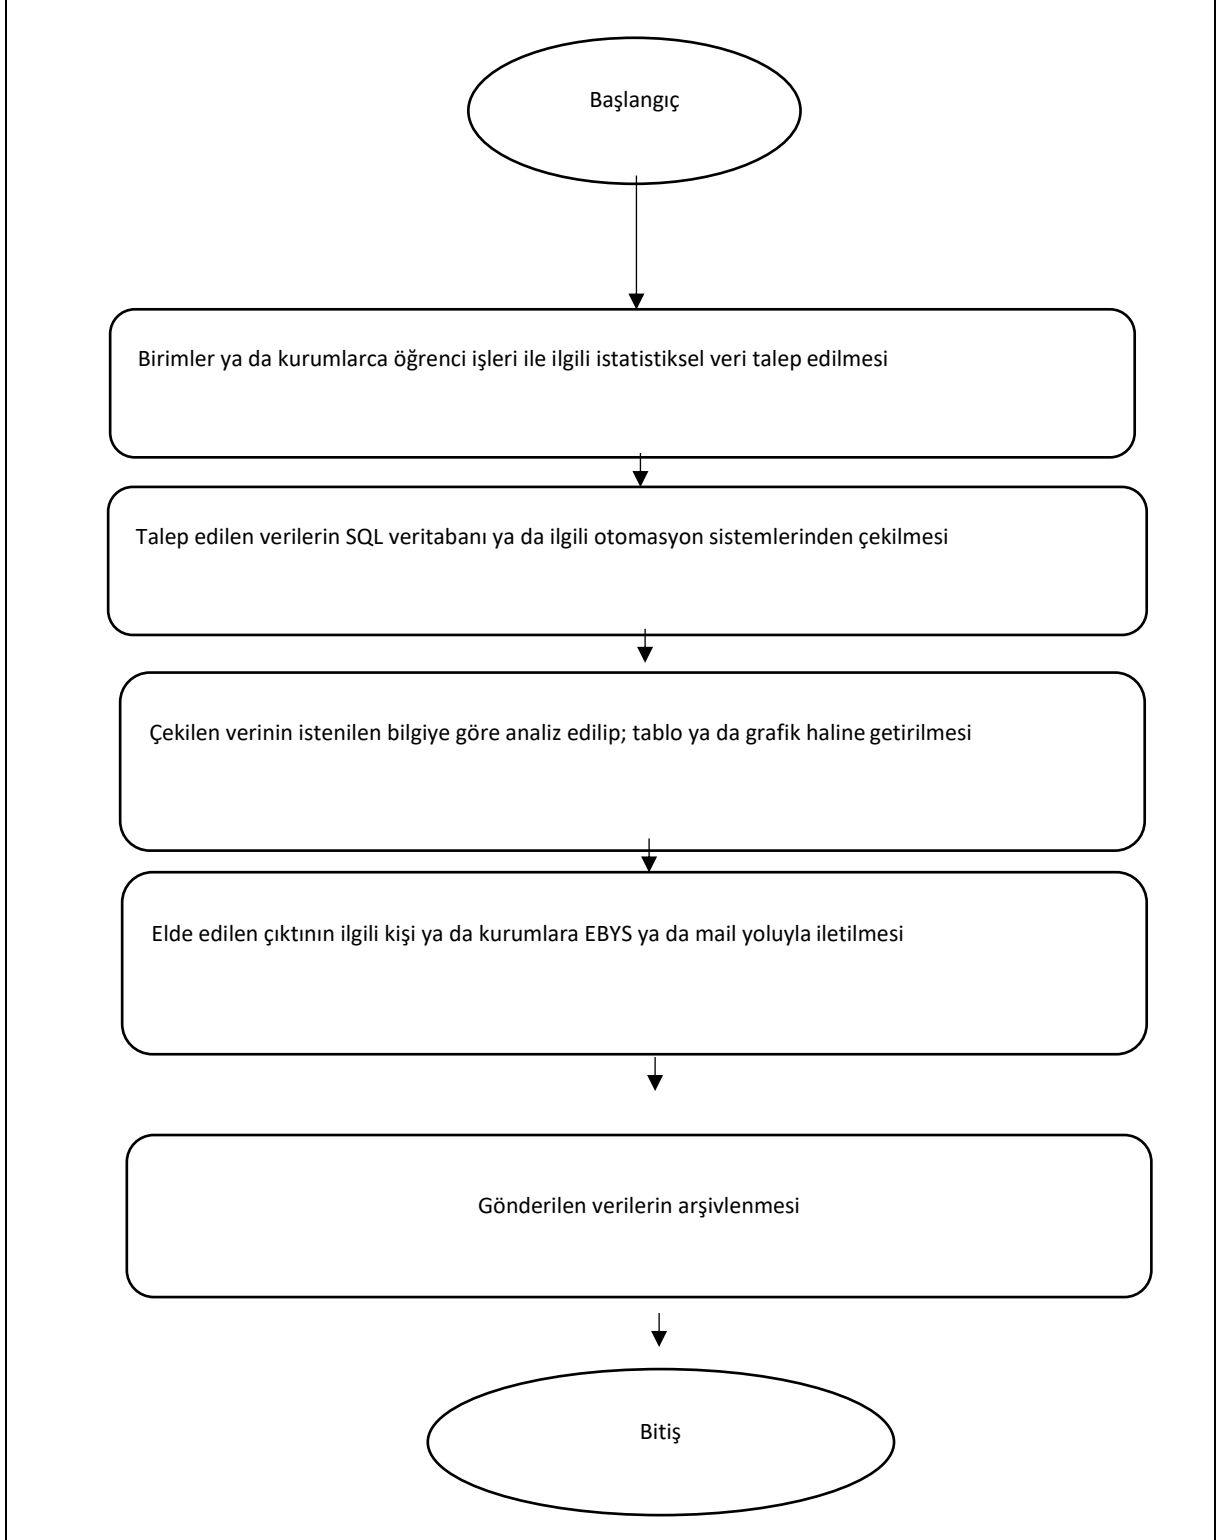 Başlangıç
Birimler ya da kurumlarca öğrenci işleri ile ilgili istatistiksel veri talep edilmesi
Talep edilen verilerin SQL veritabanı ya da ilgili otomasyon sistemlerinden çekilmesi
Çekilen verinin istenilen bilgiye göre analiz edilip; tablo ya da grafik haline getirilmesi
Elde edilen çıktının ilgili kişi ya da kurumlara EBYS ya da mail yoluyla iletilmesi
Gönderilen verilerin arşivlenmesi
Bitiş